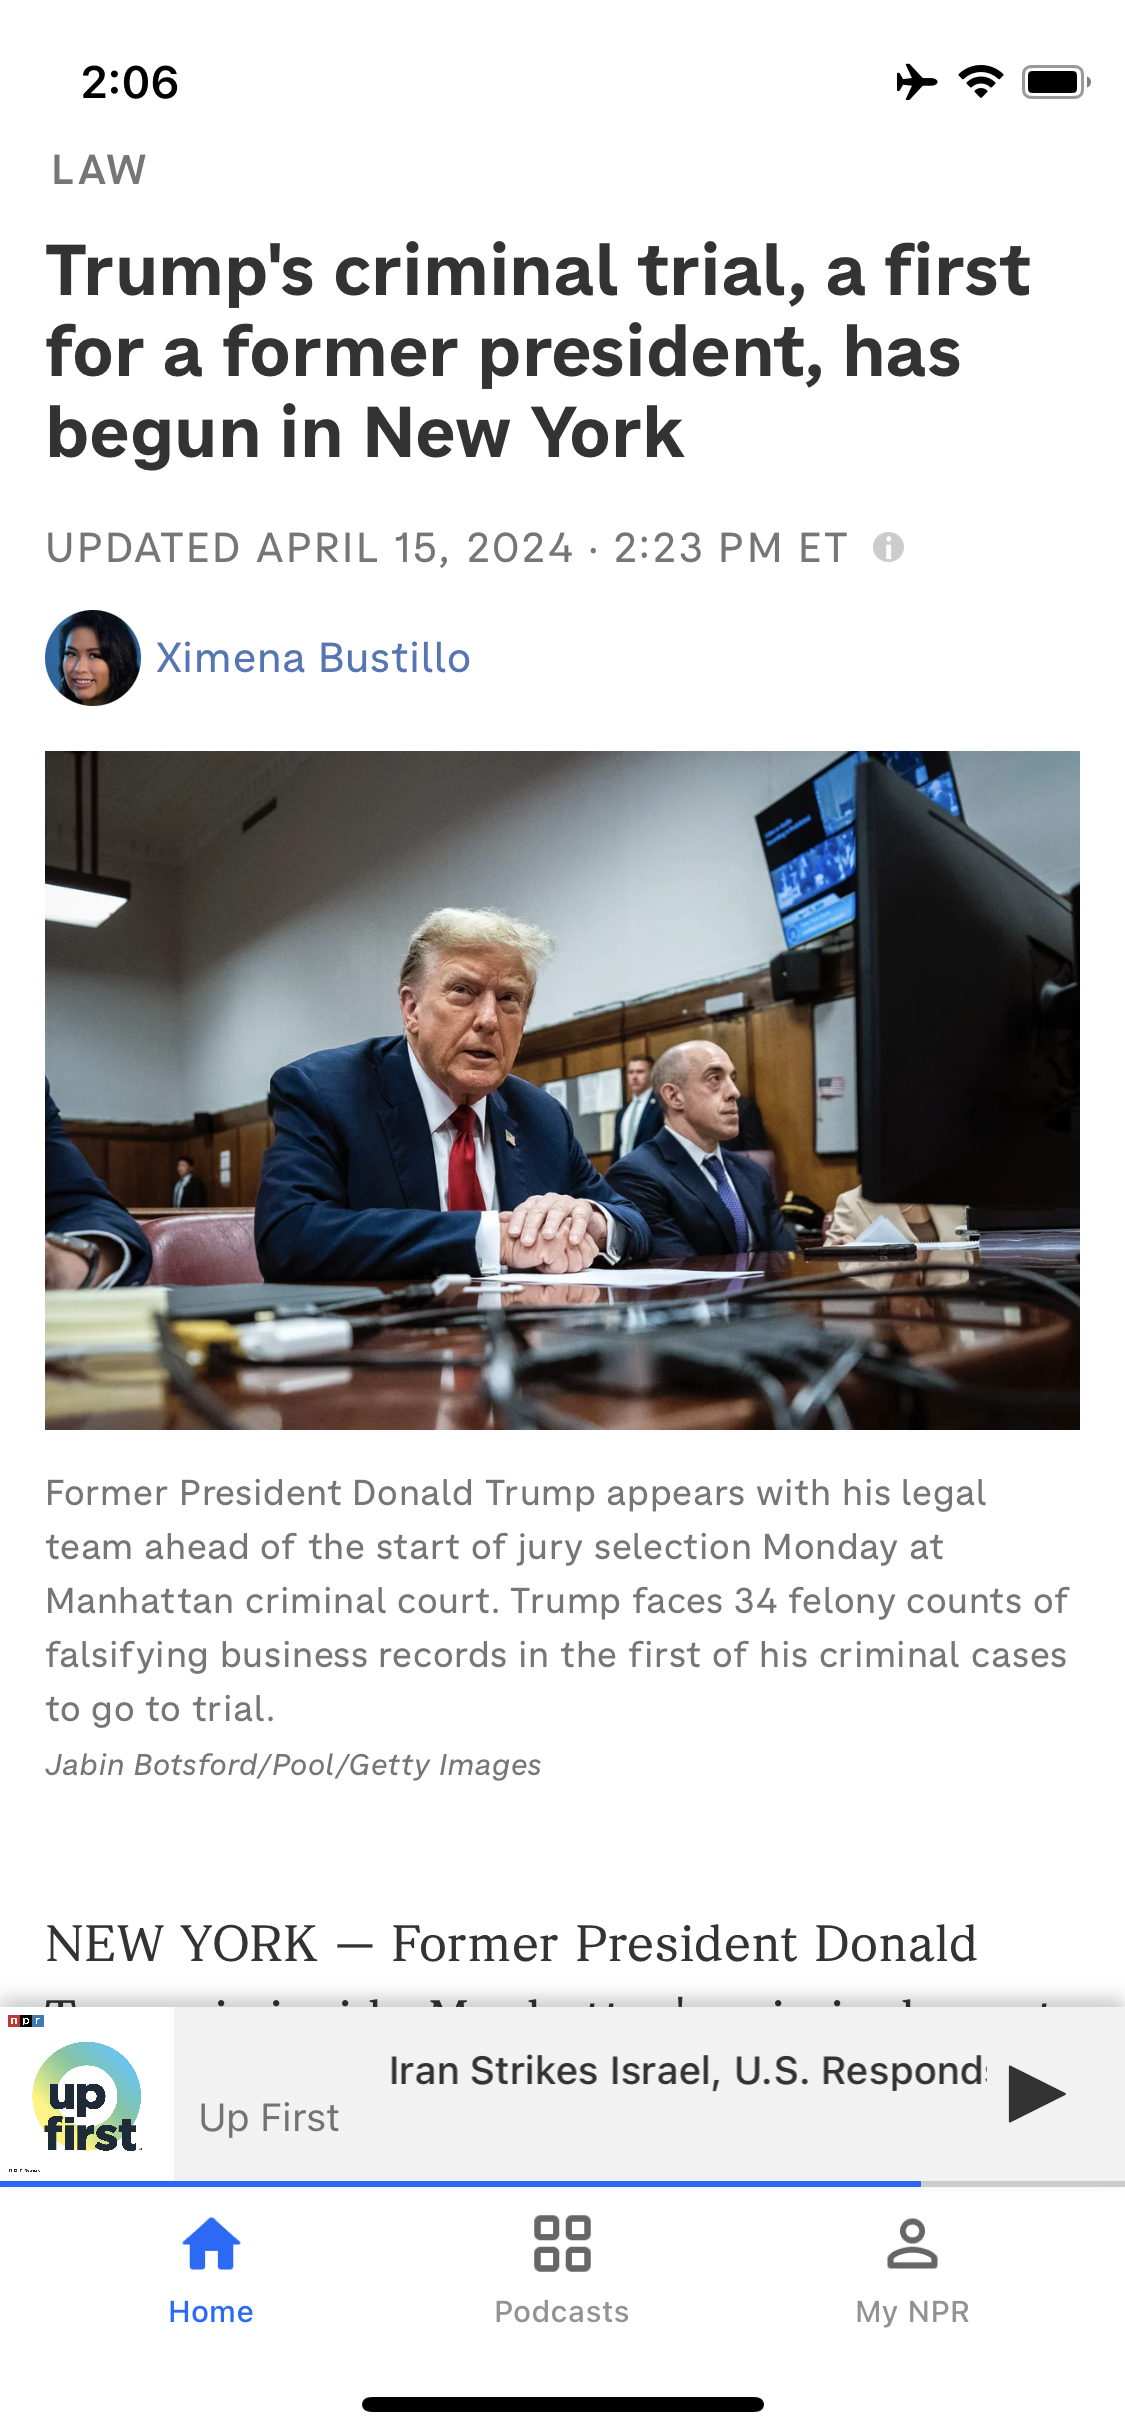 2:06
LAW
Trump's criminal trial, a first
for a former president, has
begun in New York
UPDATED APRIL 15, 2024 · 2:23 PM ET
Ximena Bustillo
Former President Donald Trump appears with his legal
team ahead of the start of jury selection Monday at
Manhattan criminal court. Trump faces 34 felony counts of
falsifying business records in the first of his criminal cases
to go to trial.
Jabin Botsford/Pool/Getty Images
NEW YORK — Former President Donald
npr
up
first
Iran Strikes Israel, U.S. Responds
Up First
Home
Podcasts
My NPR